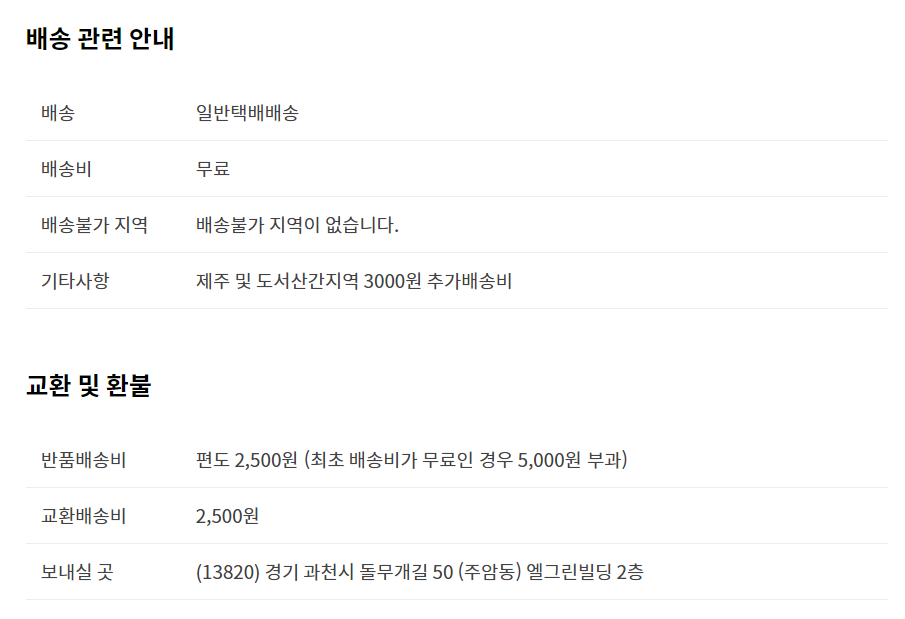 배송 관련 안내
배송 일반택배배송
배송비 무료
배송불가 지역 배송불가 지역이 없습니다.
기타사항 제주 및 도서산간지역 3000원 추가배송비
교환 및 환불
반품배송비 편도 2,500원 (최초 배송비가 무료인 경우 5,000원 부과)
교환배송비 2,500원
보내실 곳 (13820) 경기 과천시 돌무개길 50 (주암동) 엘그린빌딩 2층